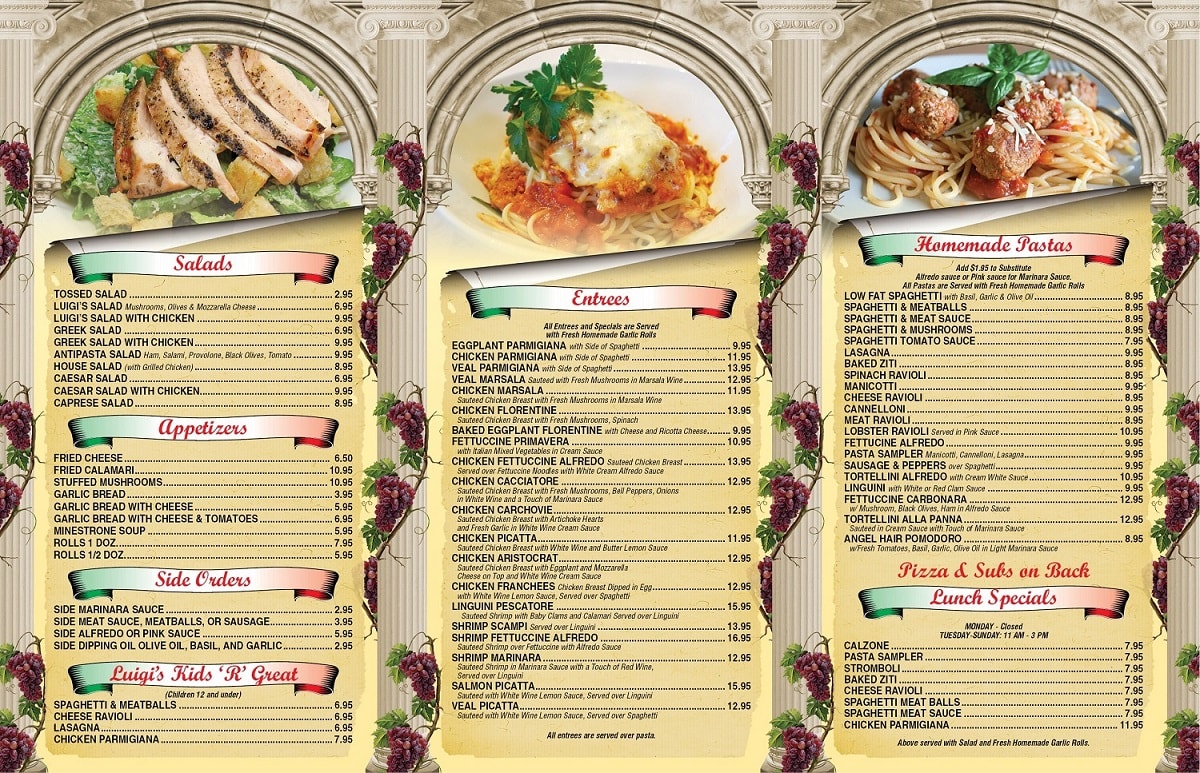 Salads
TOSSED SALAD 2.95
LUIGI'S SALAD Mushrooms, Olives & Mozzarella Cheese 6.95
LUIGI'S SALAD WITH CHICKEN 9.95
GREEK SALAD 6.95
GREEK SALAD WITH CHICKEN 9.95
ANTIPASTA SALAD Ham, Salami, Provolone, Black Olives, Tomato 9.95
HOUSE SALAD (with Grilled Chicken) 8.95
CAESAR SALAD 6.95
CAESAR SALAD WITH CHICKEN 9.95
CAPRESE SALAD 8.95
Appetizers
FRIED CHEESE 6.50
FRIED CALAMARI 10.95
STUFFED MUSHROOMS 10.95
GARLIC BREAD 3.95
GARLIC BREAD WITH CHEESE 5.95
GARLIC BREAD WITH CHEESE & TOMATOES 6.95
MINESTRONE SOUP 5.95
ROLLS 1 DOZ. 7.95
ROLLS 1/2 DOZ. 5.95
Side Orders
SIDE MARINARA SAUCE 2.95
SIDE MEAT SAUCE, MEATBALLS, OR SAUSAGE 3.95
SIDE ALFREDO OR PINK SAUCE 5.95
SIDE DIPPING OIL OLIVE OIL, BASIL, AND GARLIC 2.95
Luigi's Kids 'R' Great
(Children 12 and under)
SPAGHETTI & MEATBALLS 6.95
CHEESE RAVIOLI 6.95
LASAGNA 6.95
CHICKEN PARMIGIANA 7.95
Entrees
All Entrees and Specials are Served
with Fresh Homemade Garlic Rolls
EGGPLANT PARMIGIANA with Side of Spaghetti 9.95
CHICKEN PARMIGIANA with Side of Spaghetti 11.95
VEAL PARMIGIANA with Side of Spaghetti 13.95
VEAL MARSALA Sauteed with Fresh Mushrooms in Marsala Wine 12.95
CHICKEN MARSALA 11.95
Sauteed Chicken Breast with Fresh Mushrooms in Marsala Wine
CHICKEN FLORENTINE 13.95
Sauteed Chicken Breast with Fresh Mushrooms, Spinach
BAKED EGGPLANT FLORENTINE with Cheese and Ricotta Cheese 9.95
FETTUCCINE PRIMAVERA 10.95
with Italian Mixed Vegetables in Cream Sauce
CHICKEN FETTUCCINE ALFREDO Sauteed Chicken Breast 13.95
Served over Fettuccine Noodles with White Cream Alfredo Sauce
CHICKEN CACCIATORE 12.95
Sauteed Chicken Breast with Fresh Mushrooms, Bell Peppers, Onions
in White Wine and a Touch of Marinara Sauce
CHICKEN CARCHOVIE 12.95
Sauteed Chicken Breast with Artichoke Hearts
and Fresh Garlic in White Wine Cream Sauce
CHICKEN PICATTA 11.95
Sauteed Chicken Breast with White Wine and Butter Lemon Sauce
CHICKEN ARISTOCRAT 12.95
Sauteed Chicken Breast with Eggplant and Mozzarella
Cheese on Top and White Wine Cream Sauce
CHICKEN FRANCHEES Chicken Breast Dipped in Egg 12.95
with White Wine Lemon Sauce, Served over Spaghetti
LINGUINI PESCATORE 15.95
Sauteed Shrimp with Baby Clams and Calamari Served over Linguini
SHRIMP SCAMPI Served over Linguini 13.95
SHRIMP FETTUCCINE ALFREDO 16.95
Sauteed Shrimp over Fettuccine with Alfredo Sauce
SHRIMP MARINARA 12.95
Sauteed Shrimp in Marinara Sauce with a Touch of Red Wine,
Served over Linguini
SALMON PICATTA 15.95
Sauteed with White Wine Lemon Sauce, Served over Linguini
VEAL PICATTA 12.95
Sauteed with White Wine Lemon Sauce, Served over Spaghetti
All entrees are served over pasta.
Homemade Pastas
Add $1.95 to Substitute
Alfredo sauce or Pink sauce for Marinara Sauce.
All Pastas are Served with Fresh Homemade Garlic Rolls
LOW FAT SPAGHETTI with Basil, Garlic & Olive Oil 8.95
SPAGHETTI & MEATBALLS 8.95
SPAGHETTI & MEAT SAUCE 8.95
SPAGHETTI & MUSHROOMS 8.95
SPAGHETTI TOMATO SAUCE 7.95
LASAGNA 9.95
BAKED ZITI 8.95
SPINACH RAVIOLI 8.95
MANICOTTI 9.95
CHEESE RAVIOLI 8.95
CANNELLONI 9.95
MEAT RAVIOLI 8.95
LOBSTER RAVIOLI Served in Pink Sauce 10.95
FETTUCINE ALFREDO 9.95
PASTA SAMPLER Manicotti, Cannelloni, Lasagna 9.95
SAUSAGE & PEPPERS over Spaghetti 9.95
TORTELLINI ALFREDO with Cream White Sauce 9.95
LINGUINI with White or Red Clam Sauce 9.95
FETTUCCINE CARBONARA 12.95
w/ Mushroom, Black Olives, Ham in Alfredo Sauce
TORTELLINI ALLA PANNA 12.95
Sauteed in Cream Sauce with Touch of Marinara Sauce
ANGEL HAIR POMODORO 8.95
w/Fresh Tomatoes, Basil, Garlic, Olive Oil in Light Marinara Sauce
Pizza & Subs on Back
Lunch Specials
MONDAY - Closed
TUESDAY-SUNDAY: 11 AM - 3 PM
CALZONE 7.95
PASTA SAMPLER 7.95
STROMBOLI 7.95
BAKED ZITI 7.95
CHEESE RAVIOLI 7.95
SPAGHETTI MEAT BALLS 7.95
SPAGHETTI MEAT SAUCE 7.95
CHICKEN PARMIGIANA 11.95
Above served with Salad and Fresh Homemade Garlic Rolls.